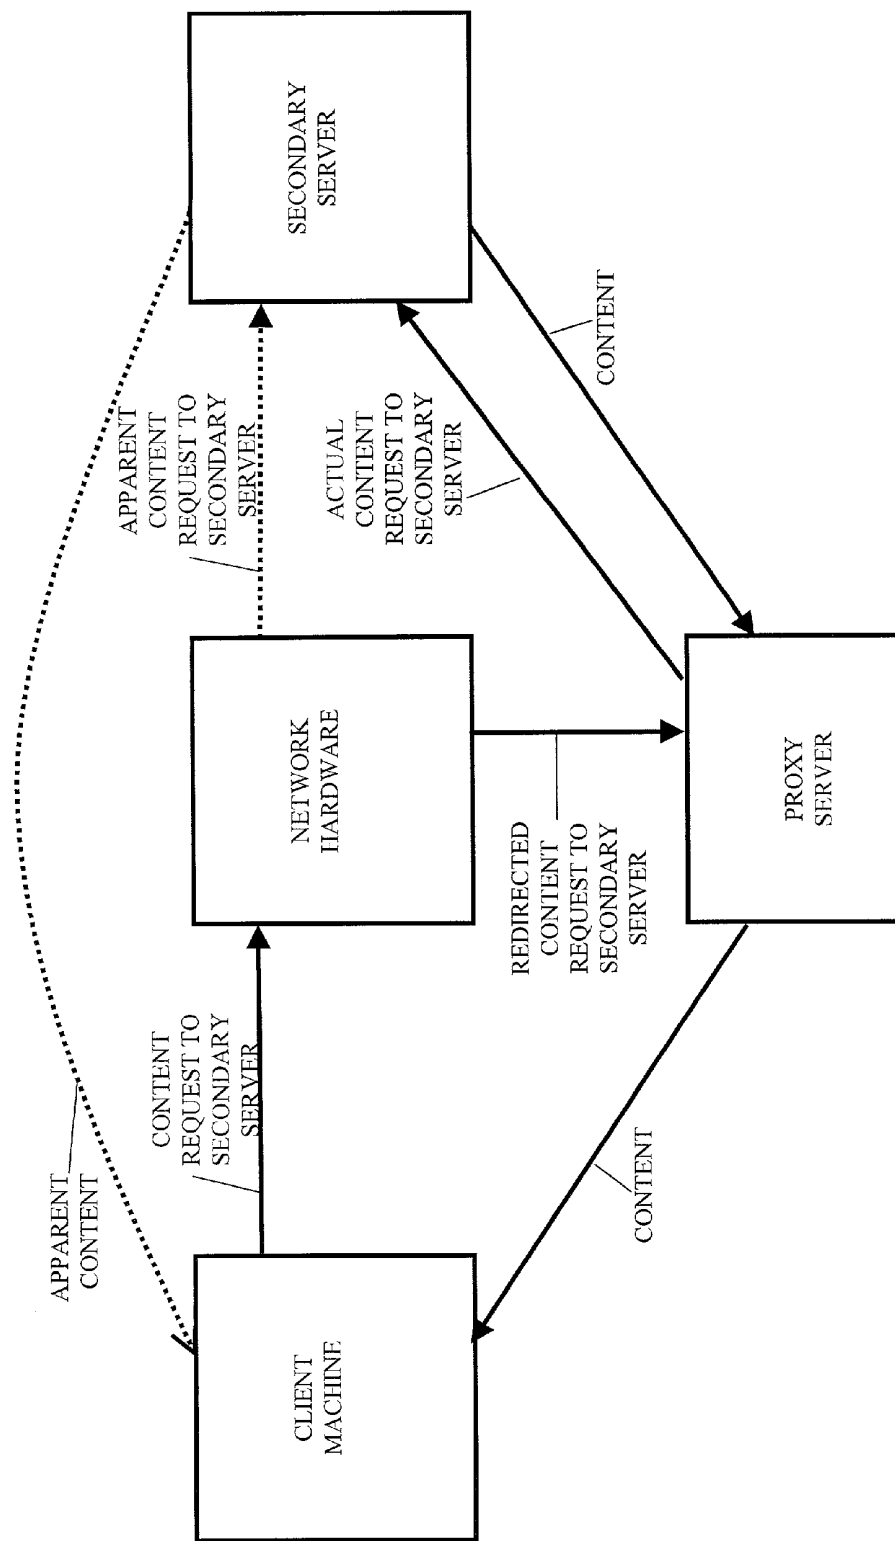 APPARENT
CONTENT
CONTENT
REQUEST TO
SECONDARY
SERVER
APPARENT
CONTENT
REQUEST TO
SECONDARY
SERVER
CLIENT
MACHINE
NETWORK
HARDWARE
SECONDARY
SERVER
REDIRECTED
CONTENT
REQUEST TO
SECONDARY
SERVER
ACTUAL
CONTENT
REQUEST TO
SECONDARY
SERVER
CONTENT
CONTENT
PROXY
SERVER